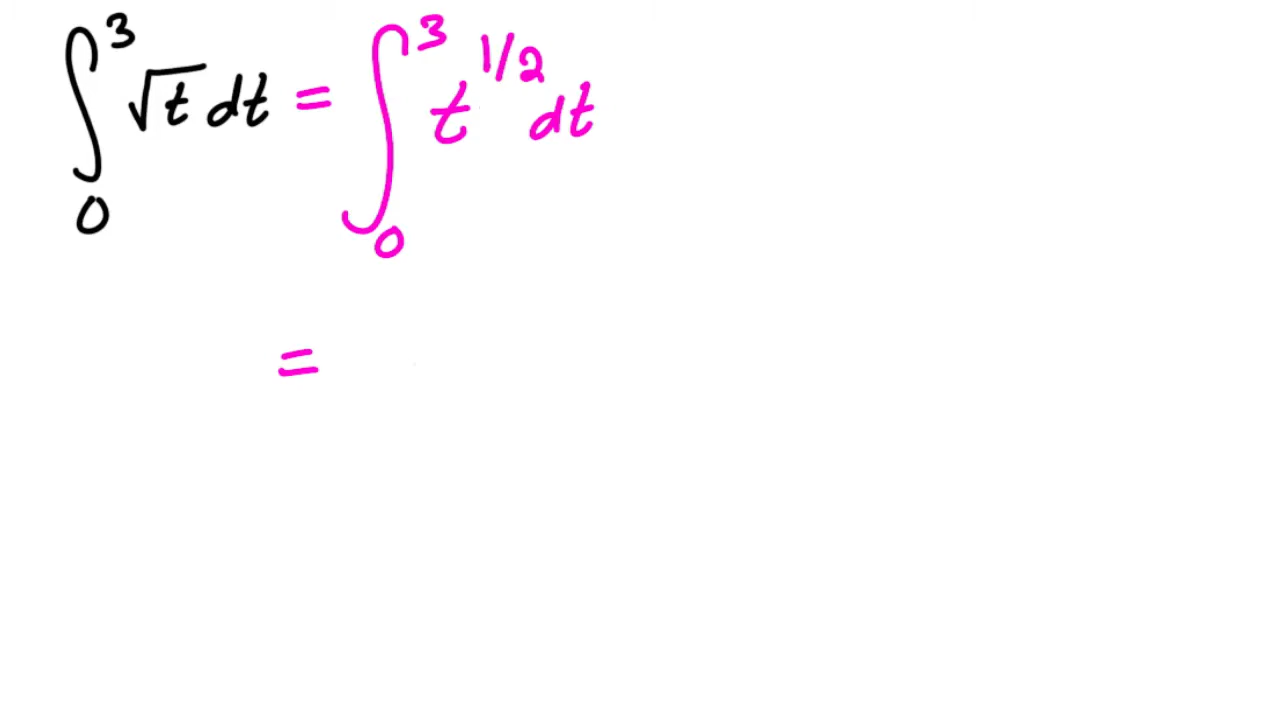 ∫₀³ √t dt = ∫₀³ t^{1/2} dt
=